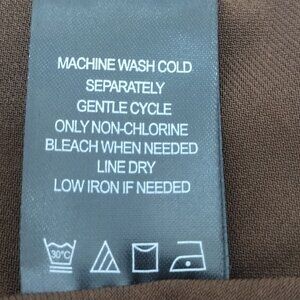 MACHINE WASH COLD
SEPARATELY
GENTLE CYCLE
ONLY NON-CHLORINE
BLEACH WHEN NEEDED
LINE DRY
LOW IRON IF NEEDED
30°C